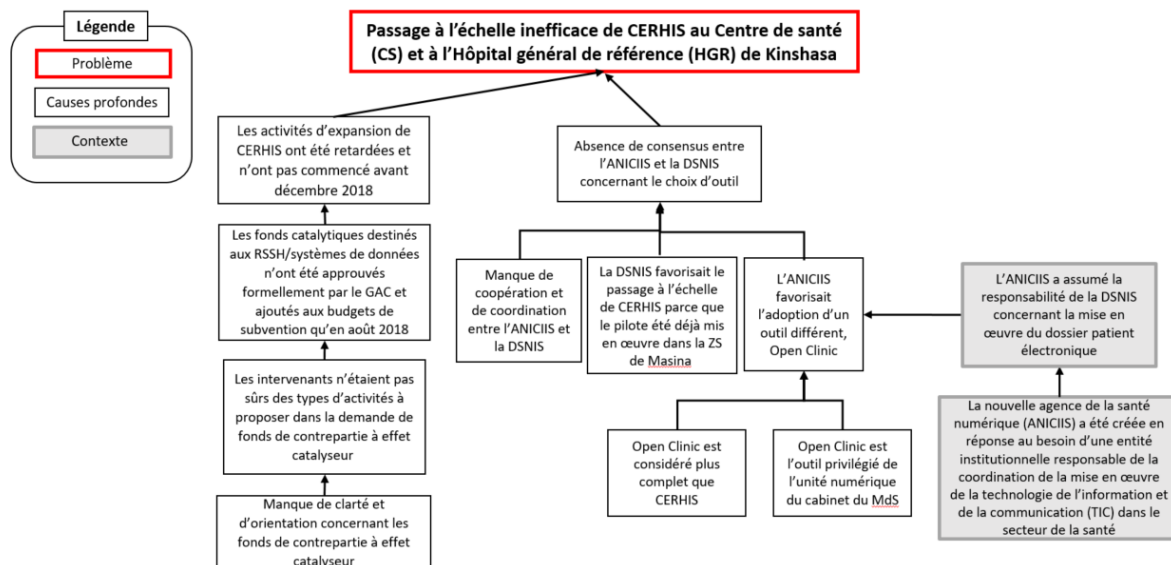 Légende
Problème
Causes profondes
Contexte
Passage à l’échelle inefficace de CERHIS au Centre de santé
(CS) et à l’Hôpital général de référence (HGR) de Kinshasa
Les activités d’expansion de
CERHIS ont été retardées et
n’ont pas commencé avant
décembre 2018
Absence de consensus entre
l’ANICIIS et la DSNIS
concernant le choix d’outil
Les fonds catalytiques destinés
aux RSSH/systèmes de données
n’ont été approuvés
formellement par le GAC et
ajoutés aux budgets de
subvention qu’en août 2018
Manque de
coopération et
de coordination
entre l’ANICIIS et
la DSNIS
La DSNIS favorisait le
passage à l’échelle
de CERHIS parce que
le pilote été déjà mis
en œuvre dans la ZS
de Masina
L’ANICIIS
favorisait
l’adoption d’un
outil différent,
Open Clinic
L’ANICIIS a assumé la
responsabilité de la DSNIS
concernant la mise en
œuvre du dossier patient
électronique
Les intervenants n’étaient pas
sûrs des types d’activités à
proposer dans la demande de
fonds de contrepartie à effet
catalyseur
Open Clinic est
considéré plus
complet que
CERHIS
Open Clinic est
l’outil privilégié de
l’unité numérique
du cabinet du MdS
La nouvelle agence de la santé
numérique (ANICIIS) a été créée en
réponse au besoin d’une entité
institutionnelle responsable de la
coordination de la mise en œuvre
de la technologie de l’information et
de la communication (TIC) dans le
secteur de la santé
Manque de clarté et
d’orientation concernant les
fonds de contrepartie à effet
catalyseur